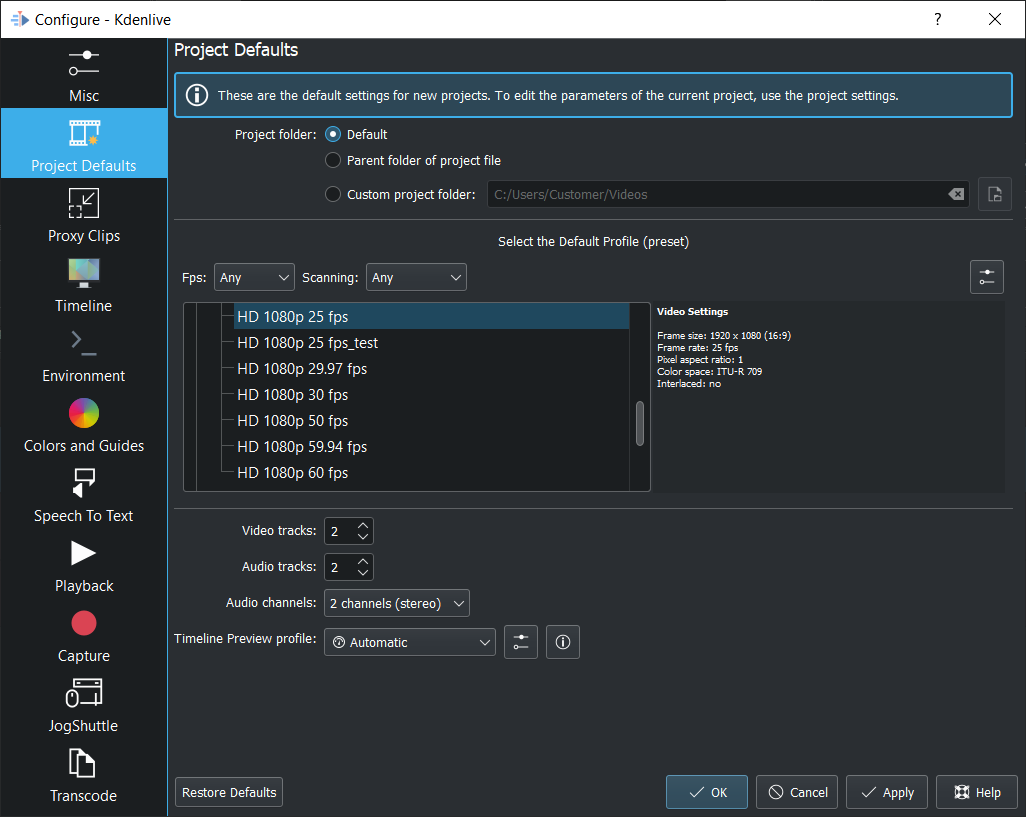 Configure - Kdenlive
?
Misc
Project Defaults
Proxy Clips
Timeline
Environment
Colors and Guides
Speech To Text
Playback
Capture
JogShuttle
Transcode
Project Defaults
These are the default settings for new projects. To edit the parameters of the current project, use the project settings.
Project folder: Default
Parent folder of project file
Custom project folder: C:/Users/Customer/Videos
Select the Default Profile (preset)
Fps: Any Scanning: Any
HD 1080p 25 fps
HD 1080p 25 fps_test
HD 1080p 29.97 fps
HD 1080p 30 fps
HD 1080p 50 fps
HD 1080p 59.94 fps
HD 1080p 60 fps
Video Settings
Frame size: 1920 x 1080 (16:9)
Frame rate: 25 fps
Pixel aspect ratio: 1
Color space: ITU-R 709
Interlaced: no
Video tracks: 2
Audio tracks: 2
Audio channels: 2 channels (stereo)
Timeline Preview profile: Automatic
Restore Defaults OK Cancel Apply Help